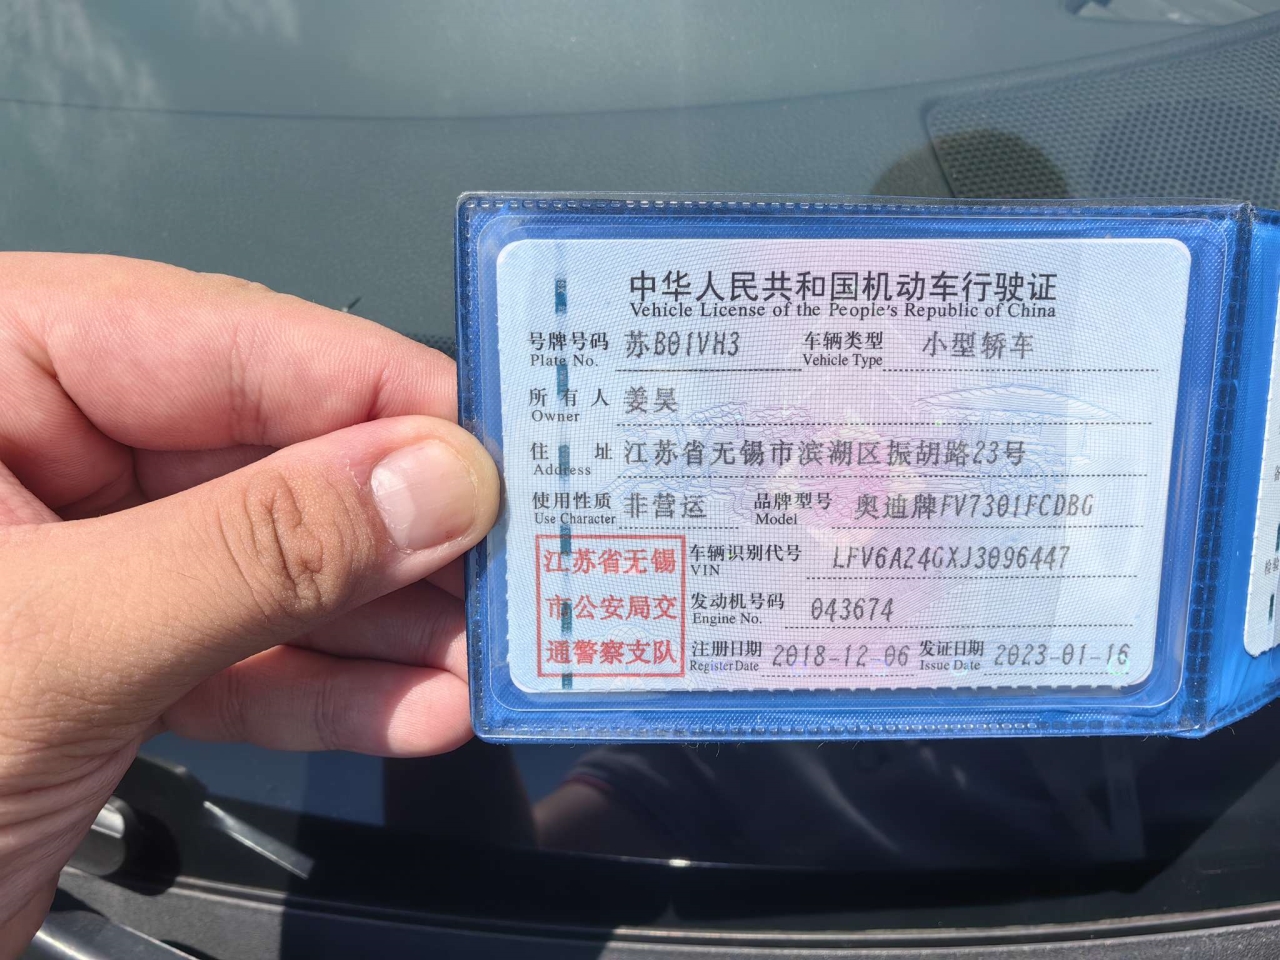 中华人民共和国机动车行驶证
Vehicle License of the People's Republic of China
号牌号码 苏B01VH3 车辆类型 小型轿车
Plate No. Vehicle Type
所有人 姜昊
Owner
住址 江苏省无锡市滨湖区振胡路23号
Address
使用性质 非营运 品牌型号 奥迪牌FV7301FCDBG
Use Character Model
江苏省无锡
市公安局交
通警察支队
车辆识别代号 LFV6A24GXJ3096447
VIN
发动机号码 043674
Engine No.
注册日期 2018-12-06 发证日期 2023-01-16
Register Date Issue Date